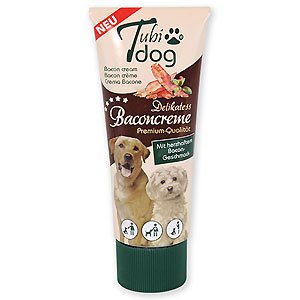 NEU
Tubi
dog
Bacon cream
Bacon crème
Crema Bacone
Delikatess
Baconcreme
Premium-Qualität
Mit herzhaftem
Bacon-
Geschmack